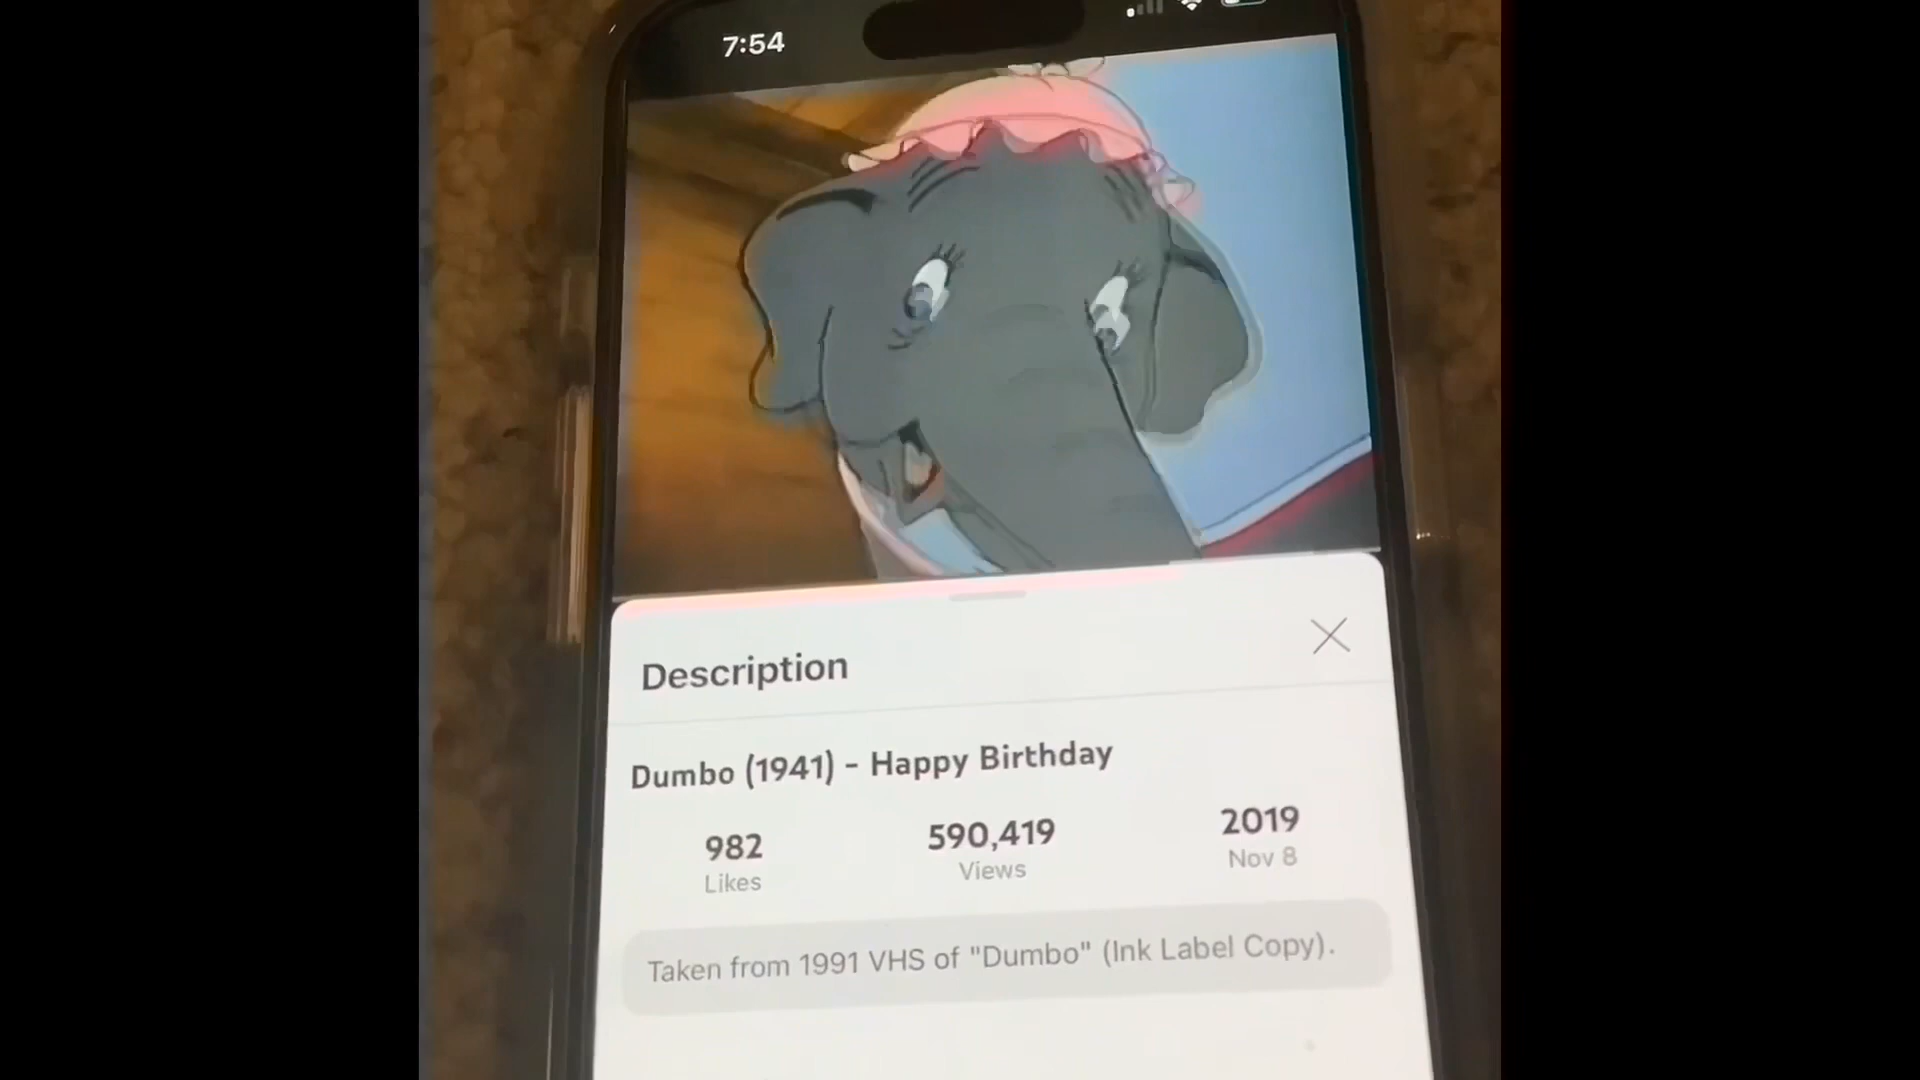 7:54
Description
Dumbo (1941) - Happy Birthday
982
590,419
2019
Likes
Views
Nov 8
Taken from 1991 VHS of "Dumbo" (Ink Label Copy).